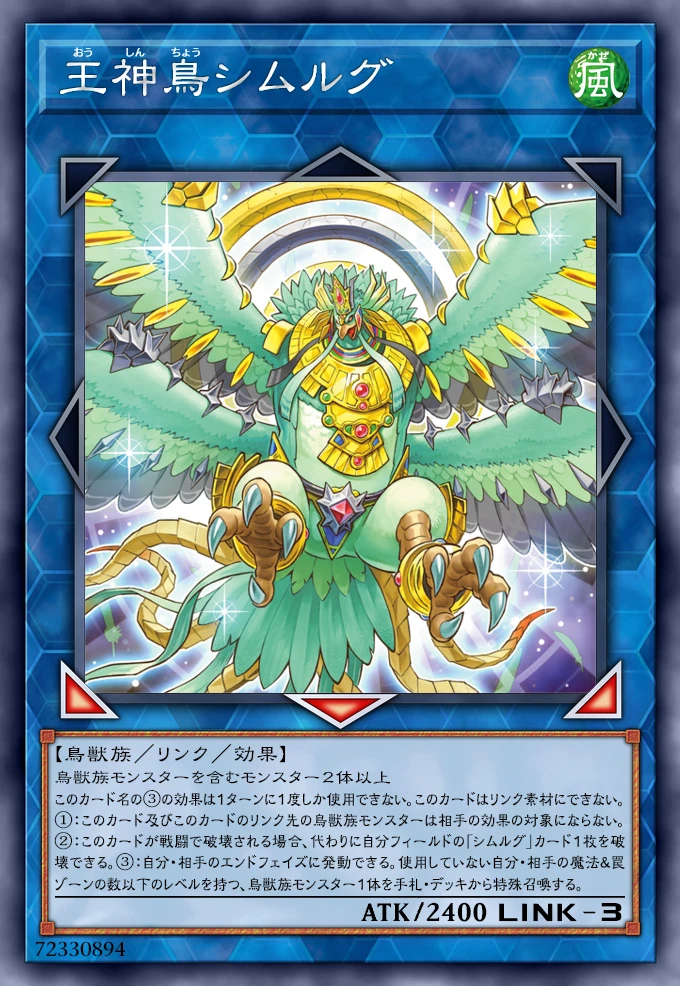 おう しん ちょう
王神鳥シムルグ
かぜ
風
【鳥獣族／リンク／効果】
鳥獣族モンスターを含むモンスター２体以上
このカード名の③の効果は1ターンに1度しか使用できない。このカードはリンク素材にできない。
①：このカード及びこのカードのリンク先の鳥獣族モンスターは相手の効果の対象にならない。
②：このカードが戦闘で破壊される場合、代わりに自分フィールドの「シムルグ」カード1枚を破
壊できる。③：自分・相手のエンドフェイズに発動できる。使用していない自分・相手の魔法&罠
ゾーンの数以下のレベルを持つ、鳥獣族モンスター1体を手札・デッキから特殊召喚する。
ATK/2400 LINK-3
72330894